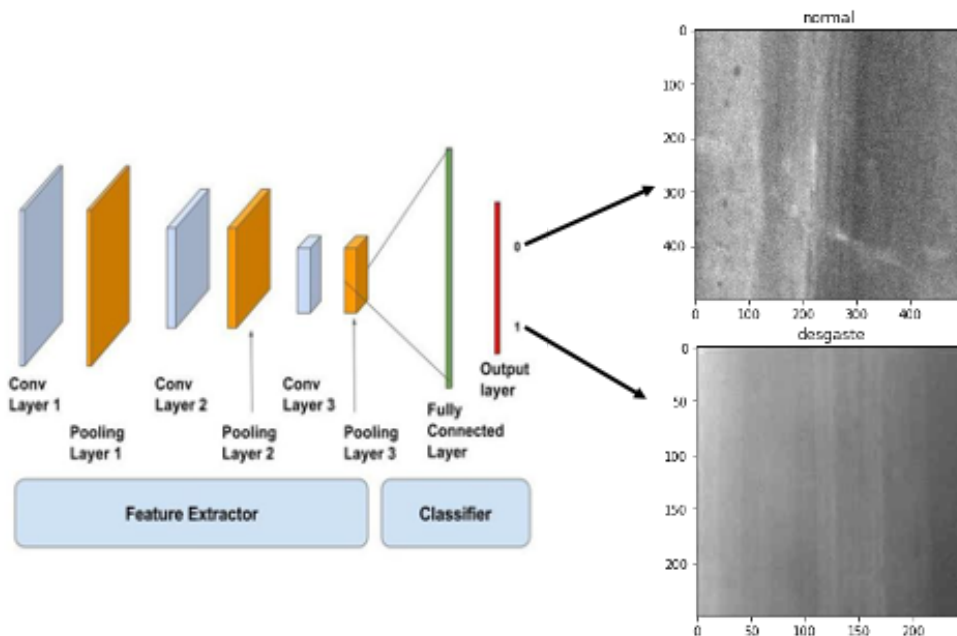 normal
0
100
200
300
400
0 100 200 300 400
0
1
Conv
Layer 1
Pooling
Layer 1
Conv
Layer 2
Pooling
Layer 2
Conv
Layer 3
Pooling
Layer 3
Fully
Connected
Layer
Output
layer
Feature Extractor
Classifier
desgaste
0
50
100
150
200
0 50 100 150 200